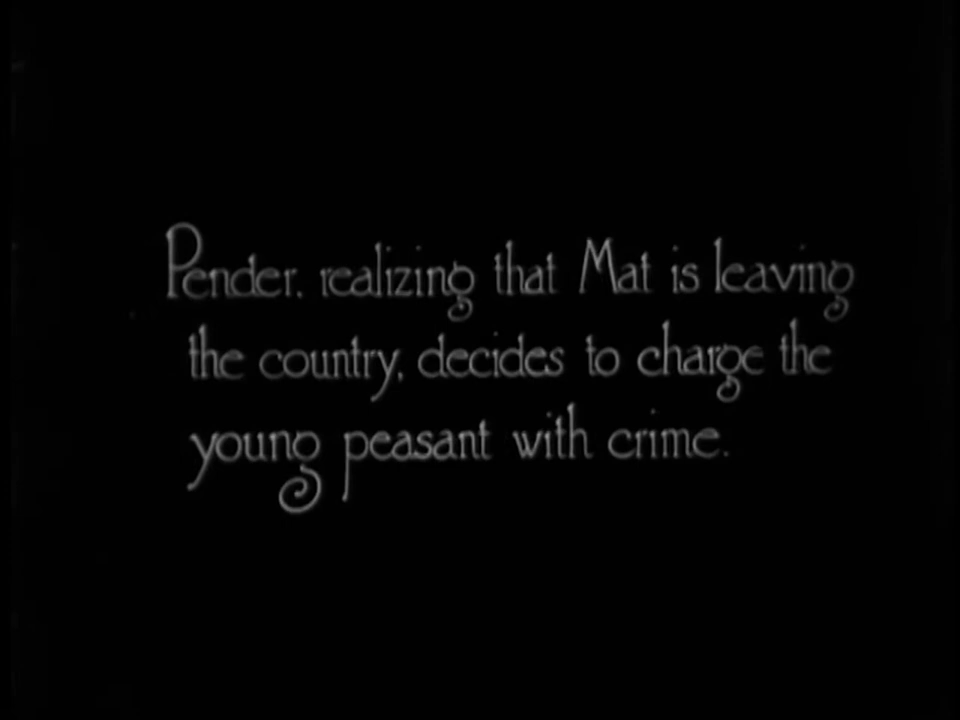 Pender, realizing that Mat is leaving
the country, decides to charge the
young peasant with crime.